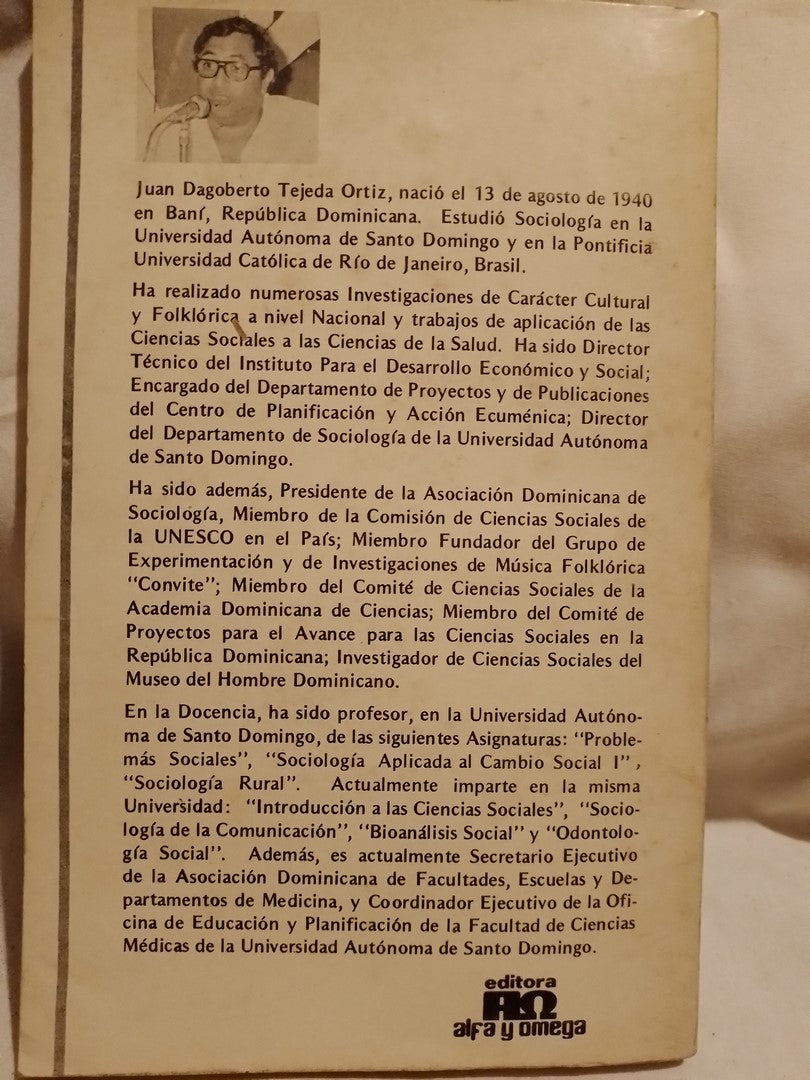 Juan Dagoberto Tejeda Ortiz, nació el 13 de agosto de 1940
en Baní, República Dominicana. Estudió Sociología en la
Universidad Autónoma de Santo Domingo y en la Pontificia
Universidad Católica de Río de Janeiro, Brasil.
Ha realizado numerosas Investigaciones de Carácter Cultural
y Folklórica a nivel Nacional y trabajos de aplicación de las
Ciencias Sociales a las Ciencias de la Salud. Ha sido Director
Técnico del Instituto Para el Desarrollo Económico y Social;
Encargado del Departamento de Proyectos y de Publicaciones
del Centro de Planificación y Acción Ecuménica; Director
del Departamento de Sociología de la Universidad Autónoma
de Santo Domingo.
Ha sido además, Presidente de la Asociación Dominicana de
Sociología, Miembro de la Comisión de Ciencias Sociales de
la UNESCO en el País; Miembro Fundador del Grupo de
Experimentación y de Investigaciones de Música Folklórica
"Convite"; Miembro del Comité de Ciencias Sociales de la
Academia Dominicana de Ciencias; Miembro del Comité de
Proyectos para el Avance para las Ciencias Sociales en la
República Dominicana; Investigador de Ciencias Sociales del
Museo del Hombre Dominicano.
En la Docencia, ha sido profesor, en la Universidad Autóno-
ma de Santo Domingo, de las siguientes Asignaturas: "Proble-
más Sociales", "Sociología Aplicada al Cambio Social I",
"Sociología Rural". Actualmente imparte en la misma
Universidad: "Introducción a las Ciencias Sociales", "Socio-
logía de la Comunicación", "Bioanálisis Social" y "Odontolo-
gía Social". Además, es actualmente Secretario Ejecutivo
de la Asociación Dominicana de Facultades, Escuelas y De-
partamentos de Medicina, y Coordinador Ejecutivo de la Ofi-
cina de Educación y Planificación de la Facultad de Ciencias
Médicas de la Universidad Autónoma de Santo Domingo.
editora
AΩ
alfa y omega